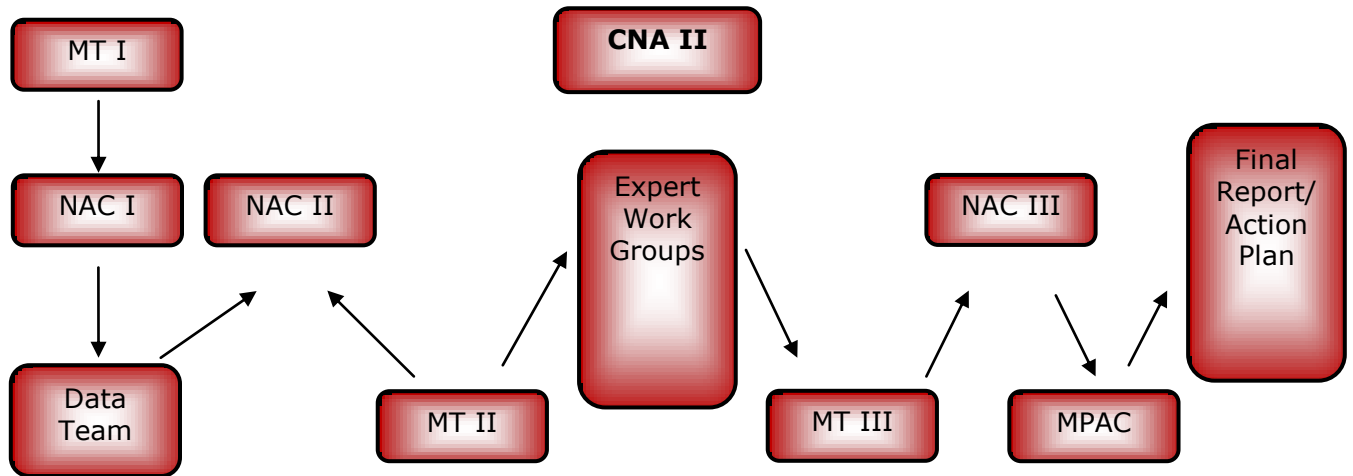 MT I
CNA II
NAC I
NAC II
Expert
Work
Groups
NAC III
Final
Report/
Action
Plan
Data
Team
MT II
MT III
MPAC